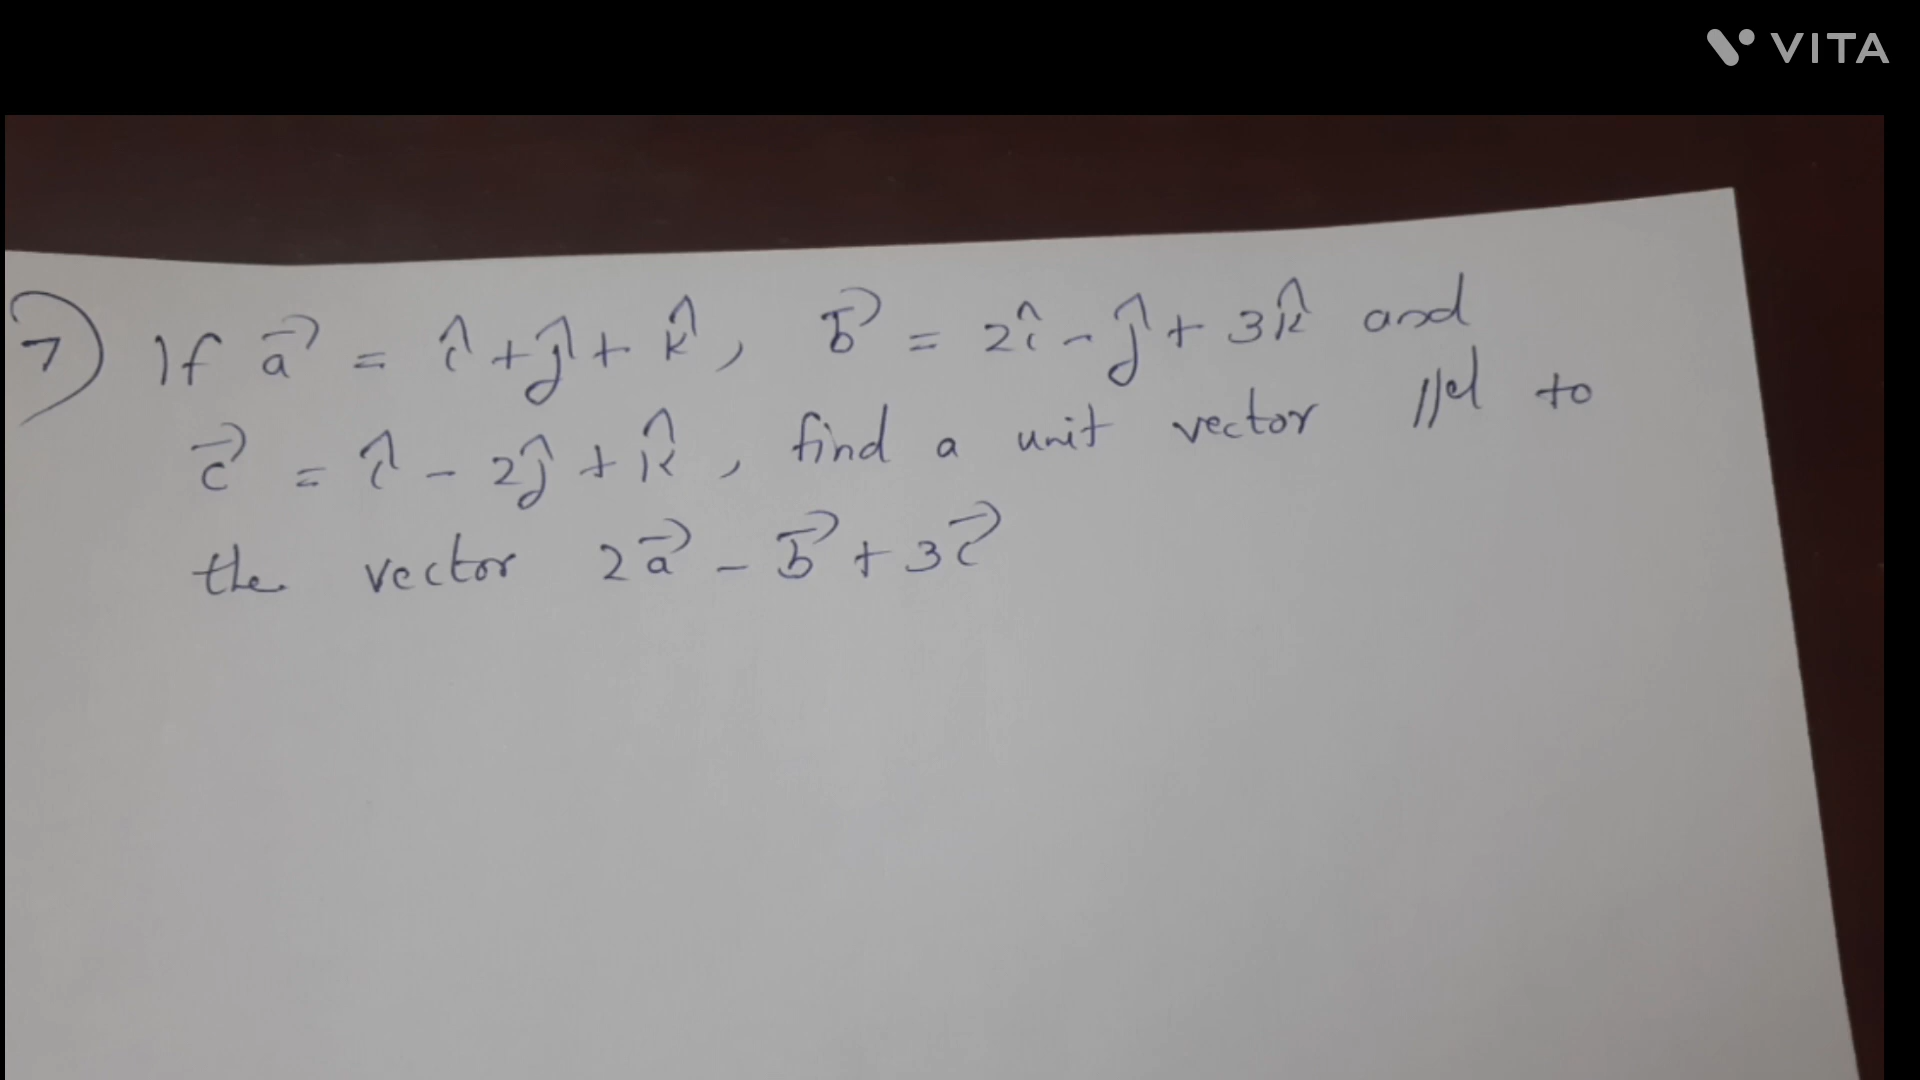 VITA
7) If a⃗ = î + ĵ + k̂, b⃗ = 2î - ĵ + 3k̂ and
c⃗ = î - 2ĵ + k̂, find a unit vector ||el to
the vector 2a⃗ - b⃗ + 3c⃗